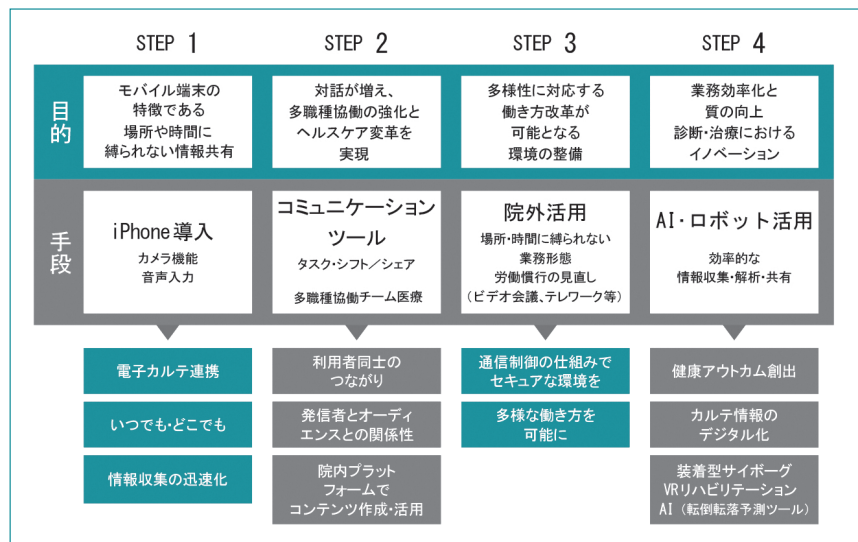 STEP 1
STEP 2
STEP 3
STEP 4
目的
モバイル端末の
特徴である
場所や時間に
縛られない情報共有
対話が増え、
多職種協働の強化と
ヘルスケア変革を
実現
多様性に対応する
働き方改革が
可能となる
環境の整備
業務効率化と
質の向上
診断・治療における
イノベーション
手段
iPhone導入
カメラ機能
音声入力
コミュニケーション
ツール
タスク・シフト／シェア
多職種協働チーム医療
院外活用
場所・時間に縛られない
業務形態
労働慣行の見直し
（ビデオ会議、テレワーク等）
AI・ロボット活用
効率的な
情報収集・解析・共有
電子カルテ連携
いつでも・どこでも
情報収集の迅速化
利用者同士の
つながり
発信者とオーディ
エンスとの関係性
院内プラット
フォームで
コンテンツ作成・活用
通信制御の仕組みで
セキュアな環境を
多様な働き方を
可能に
健康アウトカム創出
カルテ情報の
デジタル化
装着型サイボーグ
VRリハビリテーション
AI（転倒転落予測ツール）